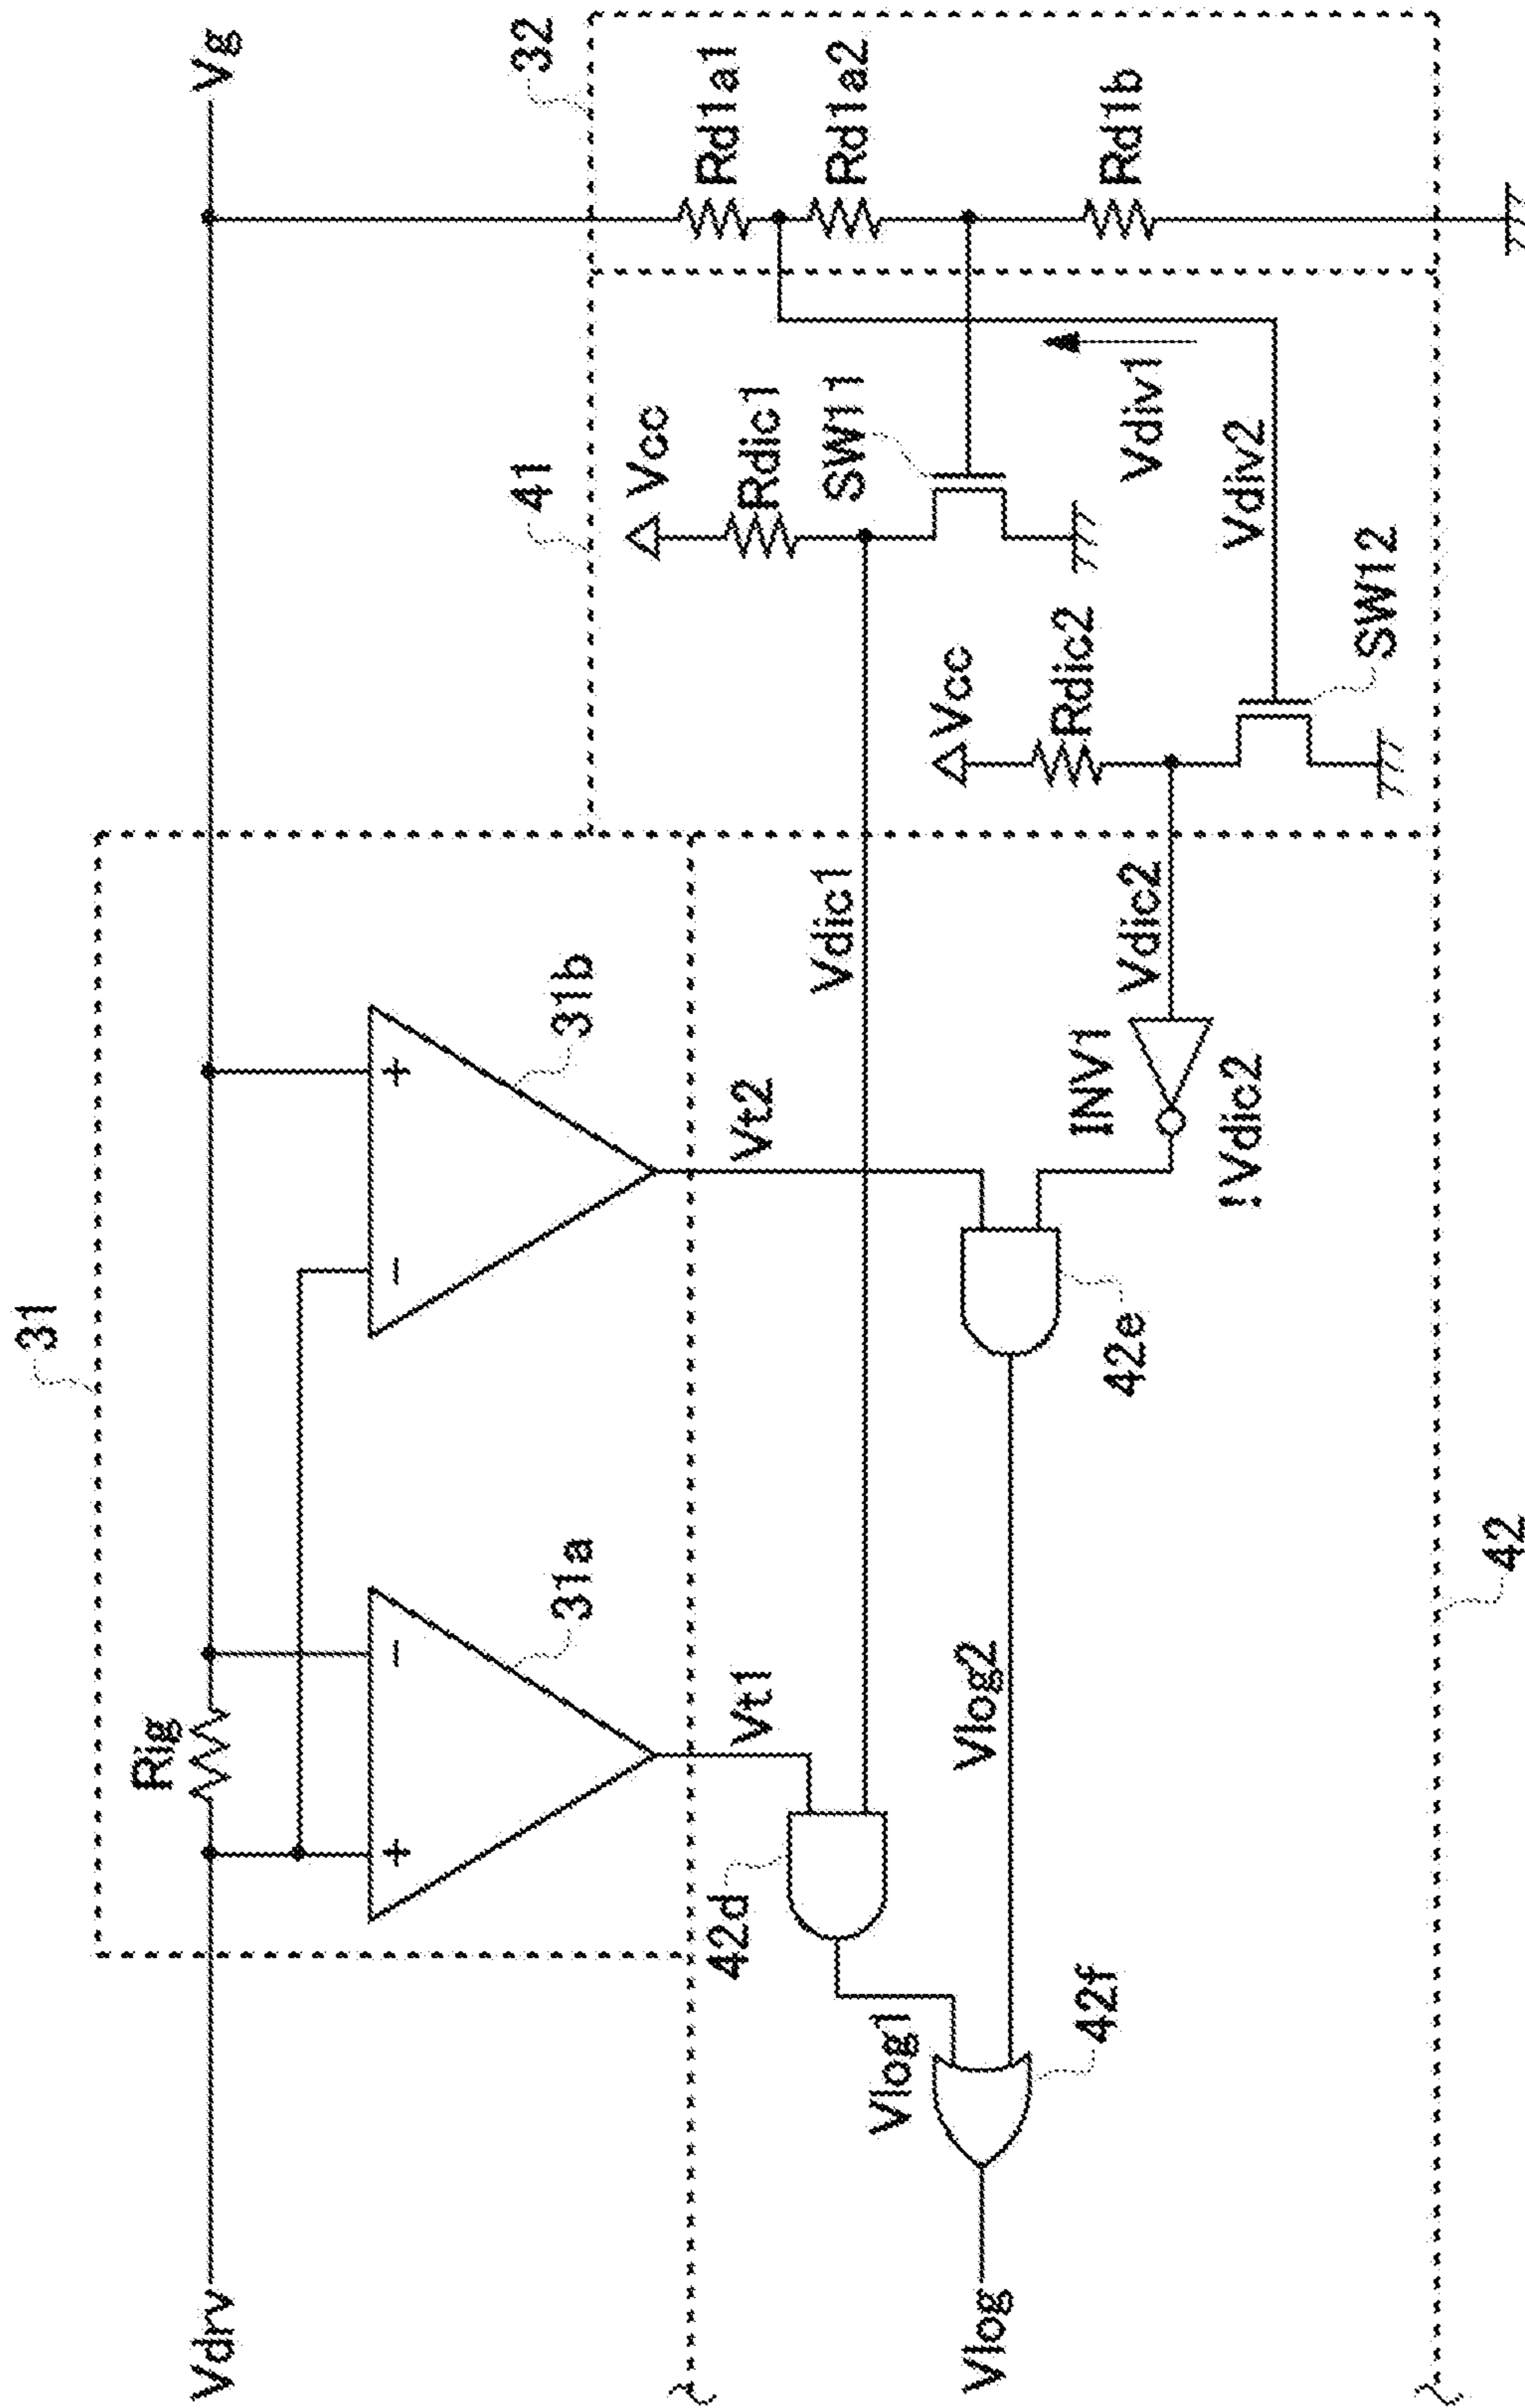 31
Vdrv
Rig
Vg
+
-
-
+
31a
31b
32
41
Vt1
Vt2
Vcc
Rdic1
SW11
Rd1a1
Rd1a2
Rd1b
42d
Vdic1
Vcc
Rdic2
Vdiv1
Vlog1
Vlog2
INV1
Vdic2
Vdiv2
Vlog
42f
42e
!Vdic2
SW12
42